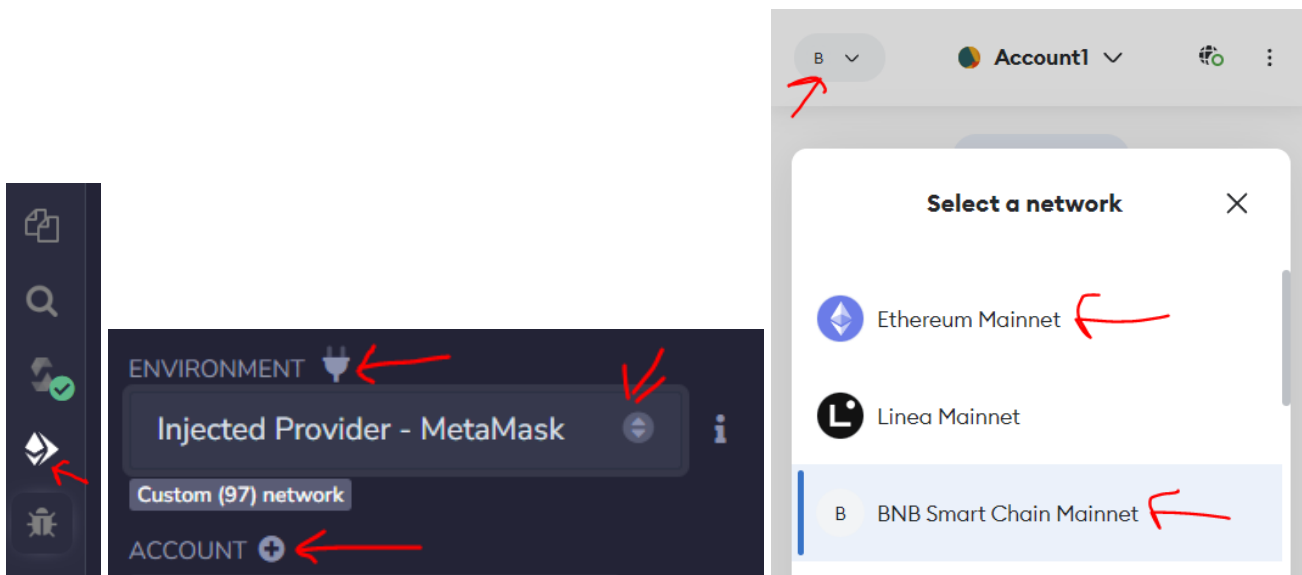 ENVIRONMENT
Injected Provider - MetaMask
i
Custom (97) network
ACCOUNT
B
Account1
Select a network
Ethereum Mainnet
L
Linea Mainnet
B
BNB Smart Chain Mainnet